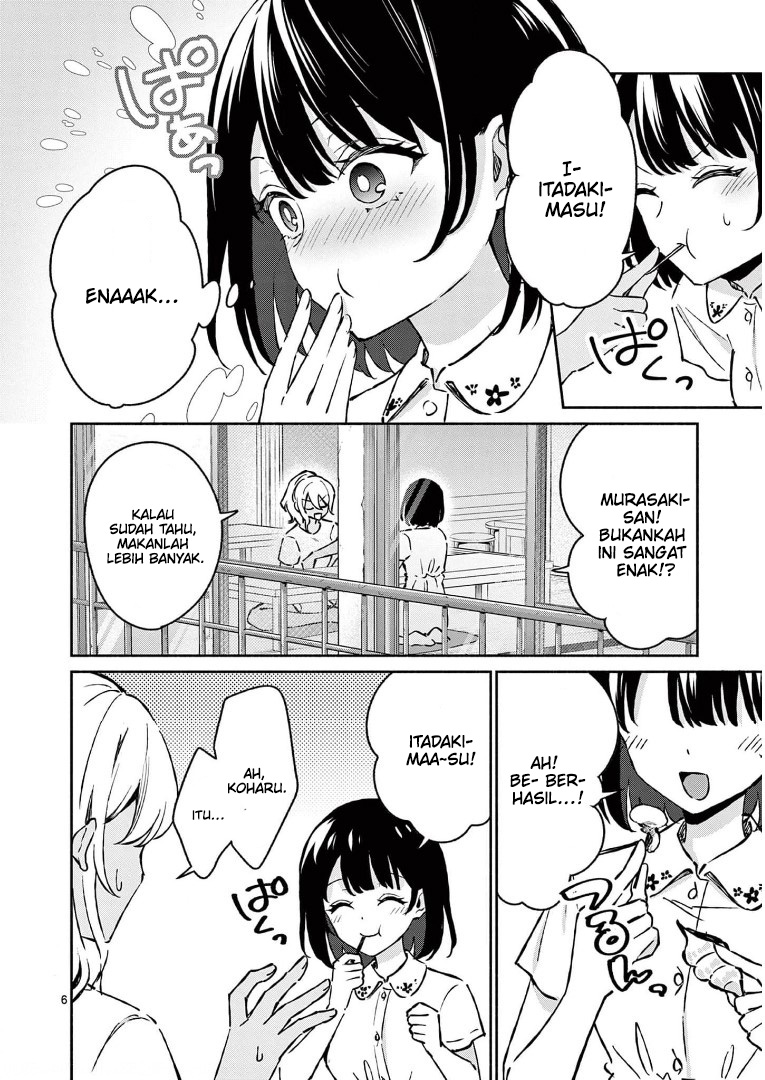 I-
ITADAKI-
MASU!
ぱくっ
ぱぁっ
ENAAAK...
MURASAKI-
SAN!
BUKANKAH
INI SANGAT
ENAK!?
KALAU
SUDAH TAHU,
MAKANLAH
LEBIH BANYAK.
AH!
BE- BER-
HASIL...!
つるんっ
ITADAKI-
MAA~SU!
ぱくっ
AH,
KOHARU.
ITU...
6